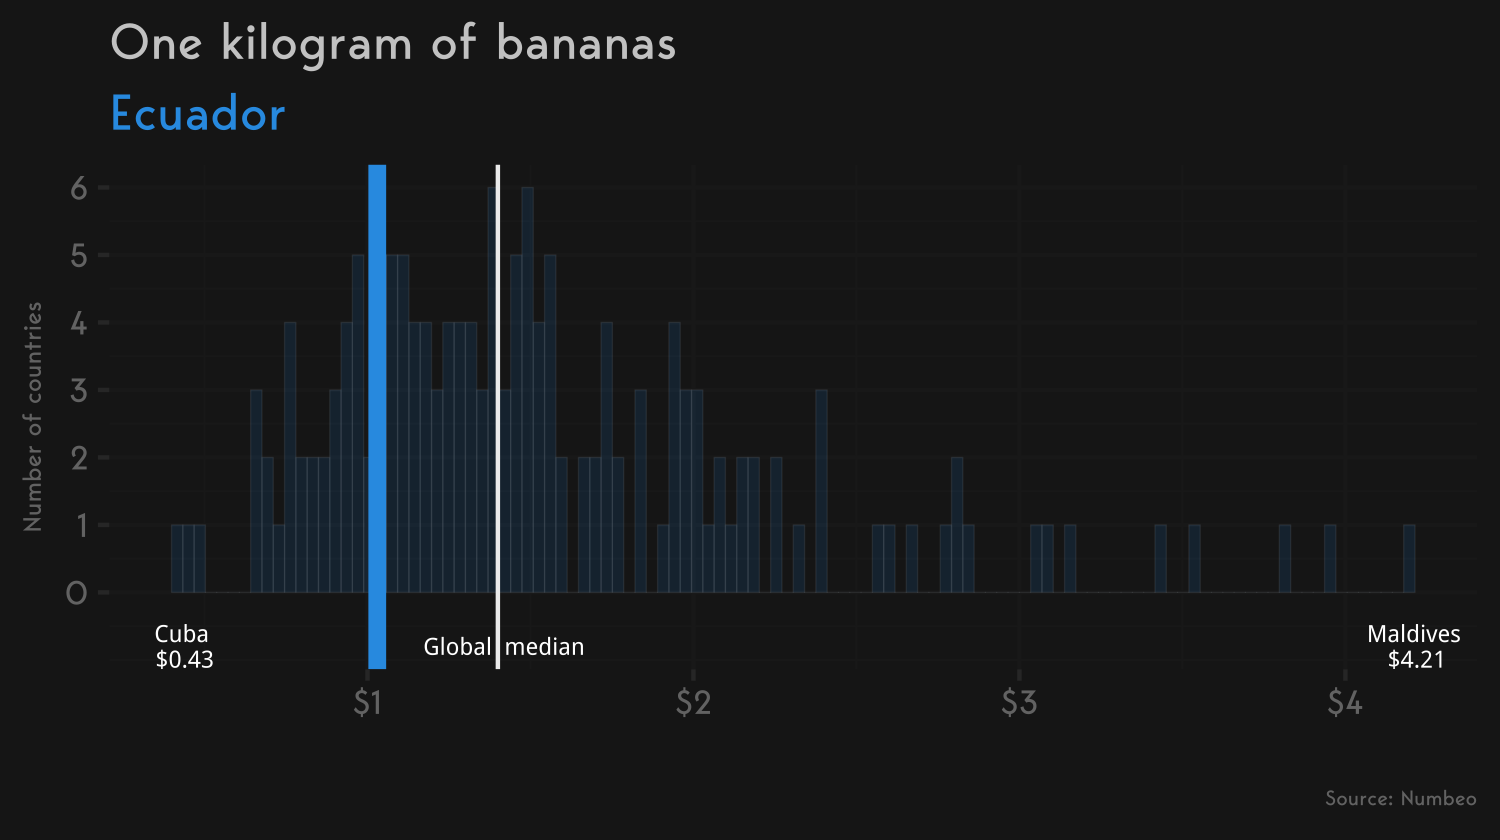 One kilogram of bananas
Ecuador
Number of countries
6
5
4
3
2
1
0
Cuba
$0.43
Global median
Maldives
$4.21
$1 $2 $3 $4
Source: Numbeo